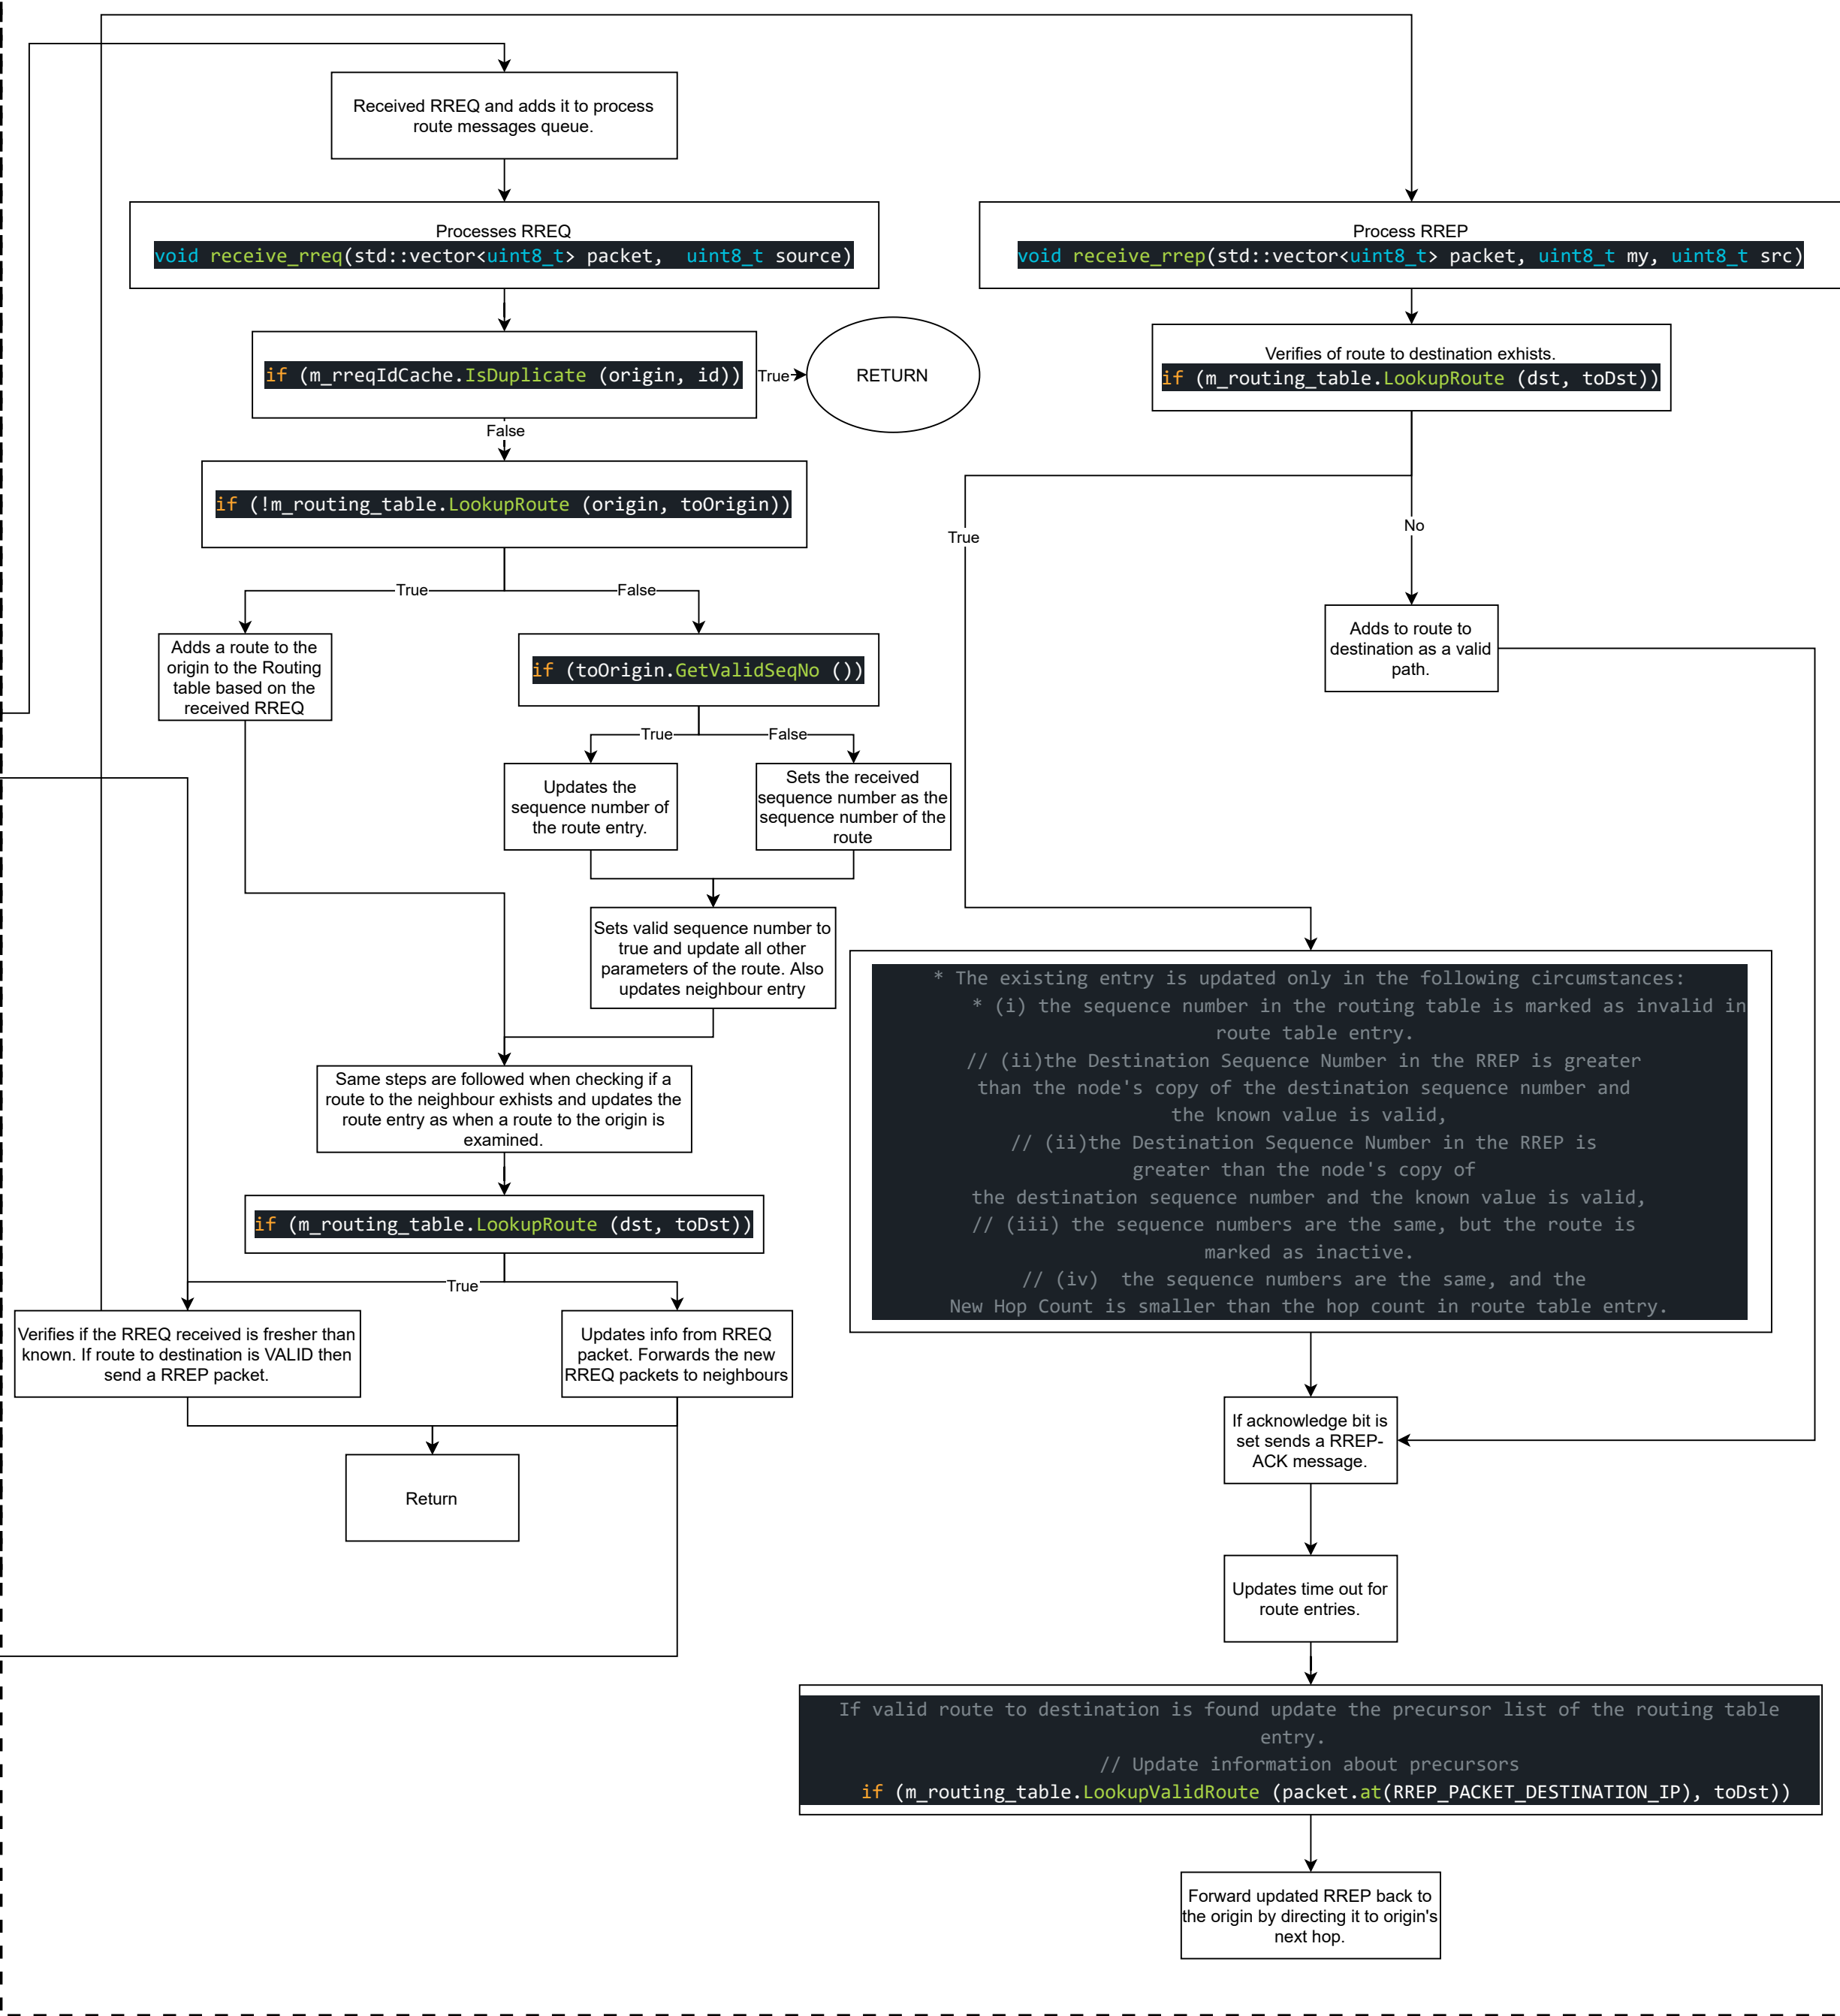 Received RREQ and adds it to process
route messages queue.
Processes RREQ
void receive_rreq(std::vector<uint8_t> packet,  uint8_t source)
if (m_rreqIdCache.IsDuplicate (origin, id))
True
RETURN
False
if (!m_routing_table.LookupRoute (origin, toOrigin))
True
False
Adds a route to the
origin to the Routing
table based on the
received RREQ
if (toOrigin.GetValidSeqNo ())
True
False
Updates the
sequence number of
the route entry.
Sets the received
sequence number as the
sequence number of the
route
Sets valid sequence number to
true and update all other
parameters of the route. Also
updates neighbour entry
Same steps are followed when checking if a
route to the neighbour exhists and updates the
route entry as when a route to the origin is
examined.
if (m_routing_table.LookupRoute (dst, toDst))
True
Verifies if the RREQ received is fresher than
known. If route to destination is VALID then
send a RREP packet.
Updates info from RREQ
packet. Forwards the new
RREQ packets to neighbours
Return
Process RREP
void receive_rrep(std::vector<uint8_t> packet, uint8_t my, uint8_t src)
Verifies of route to destination exhists.
if (m_routing_table.LookupRoute (dst, toDst))
True
No
Adds to route to
destination as a valid
path.
* The existing entry is updated only in the following circumstances:
* (i) the sequence number in the routing table is marked as invalid in
route table entry.
// (ii)the Destination Sequence Number in the RREP is greater
than the node's copy of the destination sequence number and
the known value is valid,
// (ii)the Destination Sequence Number in the RREP is
greater than the node's copy of
the destination sequence number and the known value is valid,
// (iii) the sequence numbers are the same, but the route is
marked as inactive.
// (iv)  the sequence numbers are the same, and the
New Hop Count is smaller than the hop count in route table entry.
If acknowledge bit is
set sends a RREP-
ACK message.
Updates time out for
route entries.
If valid route to destination is found update the precursor list of the routing table
entry.
// Update information about precursors
if (m_routing_table.LookupValidRoute (packet.at(RREP_PACKET_DESTINATION_IP), toDst))
Forward updated RREP back to
the origin by directing it to origin's
next hop.